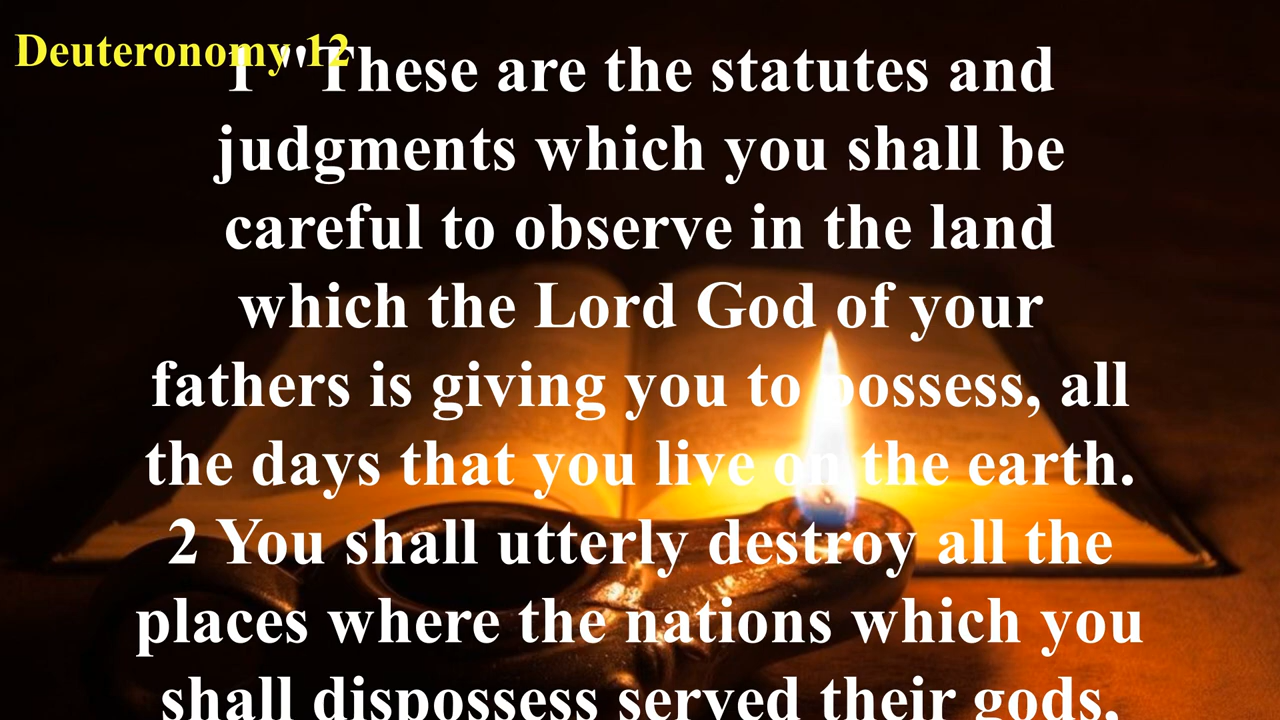 Deuteronomy 12
1 "These are the statutes and
judgments which you shall be
careful to observe in the land
which the Lord God of your
fathers is giving you to possess, all
the days that you live on the earth.
2 You shall utterly destroy all the
places where the nations which you
shall dispossess served their gods,